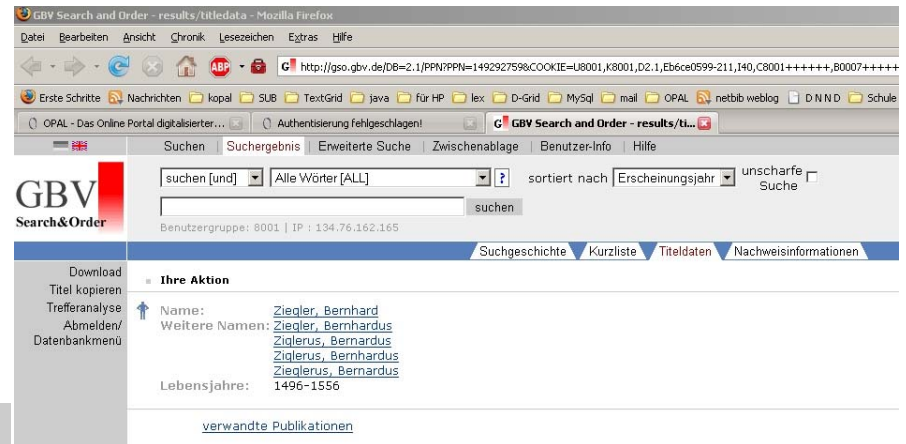 GBV Search and Order - results/titledata - Mozilla Firefox
Datei Bearbeiten Ansicht Chronik Lesezeichen Extras Hilfe
ABP G http://gso.gbv.de/DB=2.1/PPN?PPN=149292759&COOKIE=U8001,K8001,D2.1,Eb6ce0599-211,I40,C8001++++++,B0007+++++
Erste Schritte Nachrichten kopal SUB TextGrid java für HP lex D-Grid MySql mail OPAL netbib weblog D N N D Schule
OPAL - Das Online Portal digitalisierter... Authentisierung fehlgeschlagen! G GBV Search and Order - results/ti...
Suchen | Suchergebnis | Erweiterte Suche | Zwischenablage | Benutzer-Info | Hilfe
GBV
Search&Order
suchen [und] Alle Wörter [ALL] ? sortiert nach Erscheinungsjahr unscharfe Suche
suchen
Benutzergruppe: 8001 | IP : 134.76.162.165
Suchgeschichte Kurzliste Titeldaten Nachweisinformationen
Download
Titel kopieren
Trefferanalyse
Abmelden/
Datenbankmenü
Ihre Aktion
Name: Ziegler, Bernhard
Weitere Namen: Ziegler, Bernhardus
Ziglerus, Bernardus
Ziglerus, Bernhardus
Zieglerus, Bernardus
Lebensjahre: 1496-1556
verwandte Publikationen